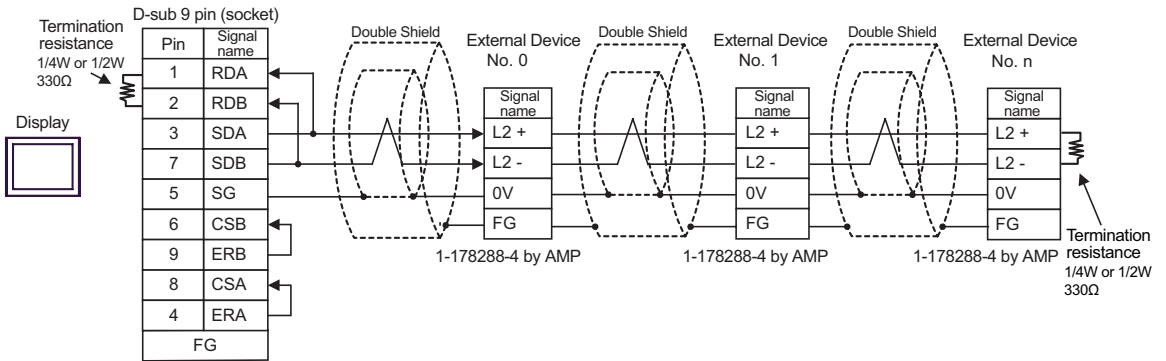 D-sub 9 pin (socket)
Termination
resistance
1/4W or 1/2W
330Ω
Display
Pin Signal name
1 RDA
2 RDB
3 SDA
7 SDB
5 SG
6 CSB
9 ERB
8 CSA
4 ERA
FG
Double Shield
External Device
No. 0
Signal
name
L2 +
L2 -
0V
FG
1-178288-4 by AMP
Double Shield
External Device
No. 1
Signal
name
L2 +
L2 -
0V
FG
1-178288-4 by AMP
Double Shield
External Device
No. n
Signal
name
L2 +
L2 -
0V
FG
1-178288-4 by AMP
Termination
resistance
1/4W or 1/2W
330Ω